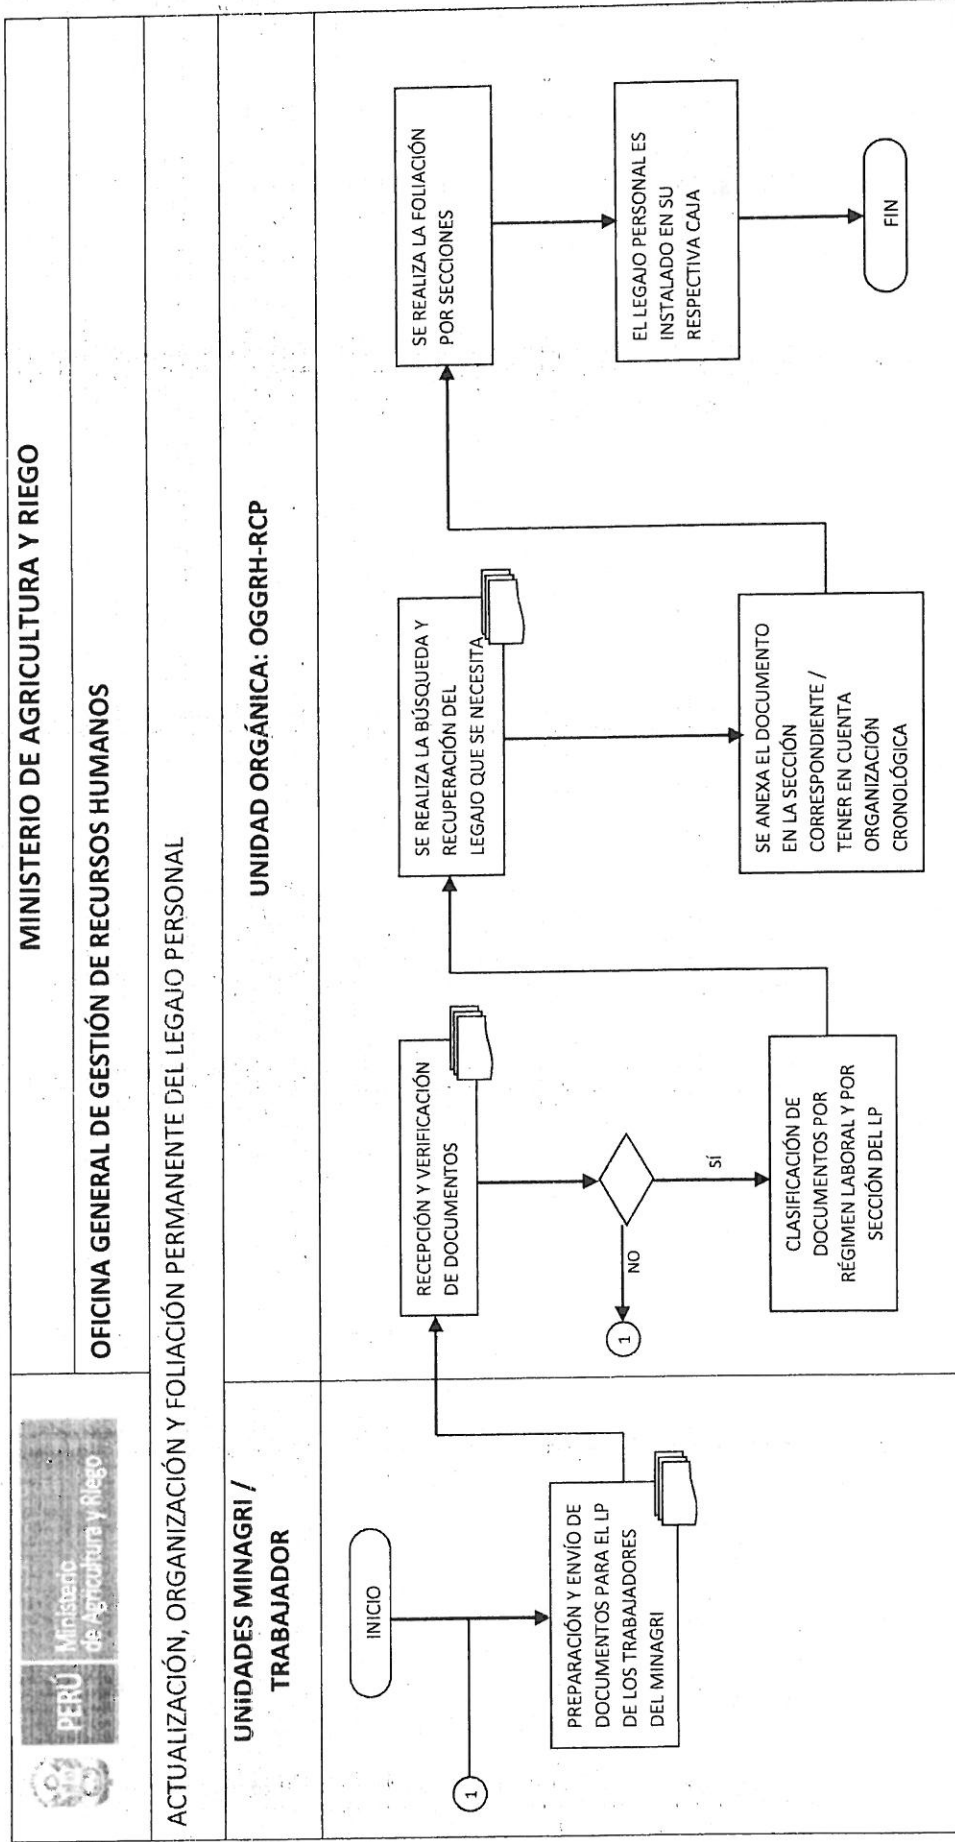 PERÚ
Ministerio
de Agricultura y Riego
MINISTERIO DE AGRICULTURA Y RIEGO
OFICINA GENERAL DE GESTIÓN DE RECURSOS HUMANOS
ACTUALIZACIÓN, ORGANIZACIÓN Y FOLIACIÓN PERMANENTE DEL LEGAJO PERSONAL
UNIDADES MINAGRI /
TRABAJADOR
UNIDAD ORGÁNICA: OGGRH-RCP
INICIO
1
PREPARACIÓN Y ENVÍO DE
DOCUMENTOS PARA EL LP
DE LOS TRABAJADORES
DEL MINAGRI
RECEPCIÓN Y VERIFICACIÓN
DE DOCUMENTOS
NO
1
SÍ
CLASIFICACIÓN DE
DOCUMENTOS POR
RÉGIMEN LABORAL Y POR
SECCIÓN DEL LP
SE REALIZA LA BÚSQUEDA Y
RECUPERACIÓN DEL
LEGAJO QUE SE NECESITA
SE ANEXA EL DOCUMENTO
EN LA SECCIÓN
CORRESPONDIENTE /
TENER EN CUENTA
ORGANIZACIÓN
CRONOLÓGICA
SE REALIZA LA FOLIACIÓN
POR SECCIONES
EL LEGAJO PERSONAL ES
INSTALADO EN SU
RESPECTIVA CAJA
FIN